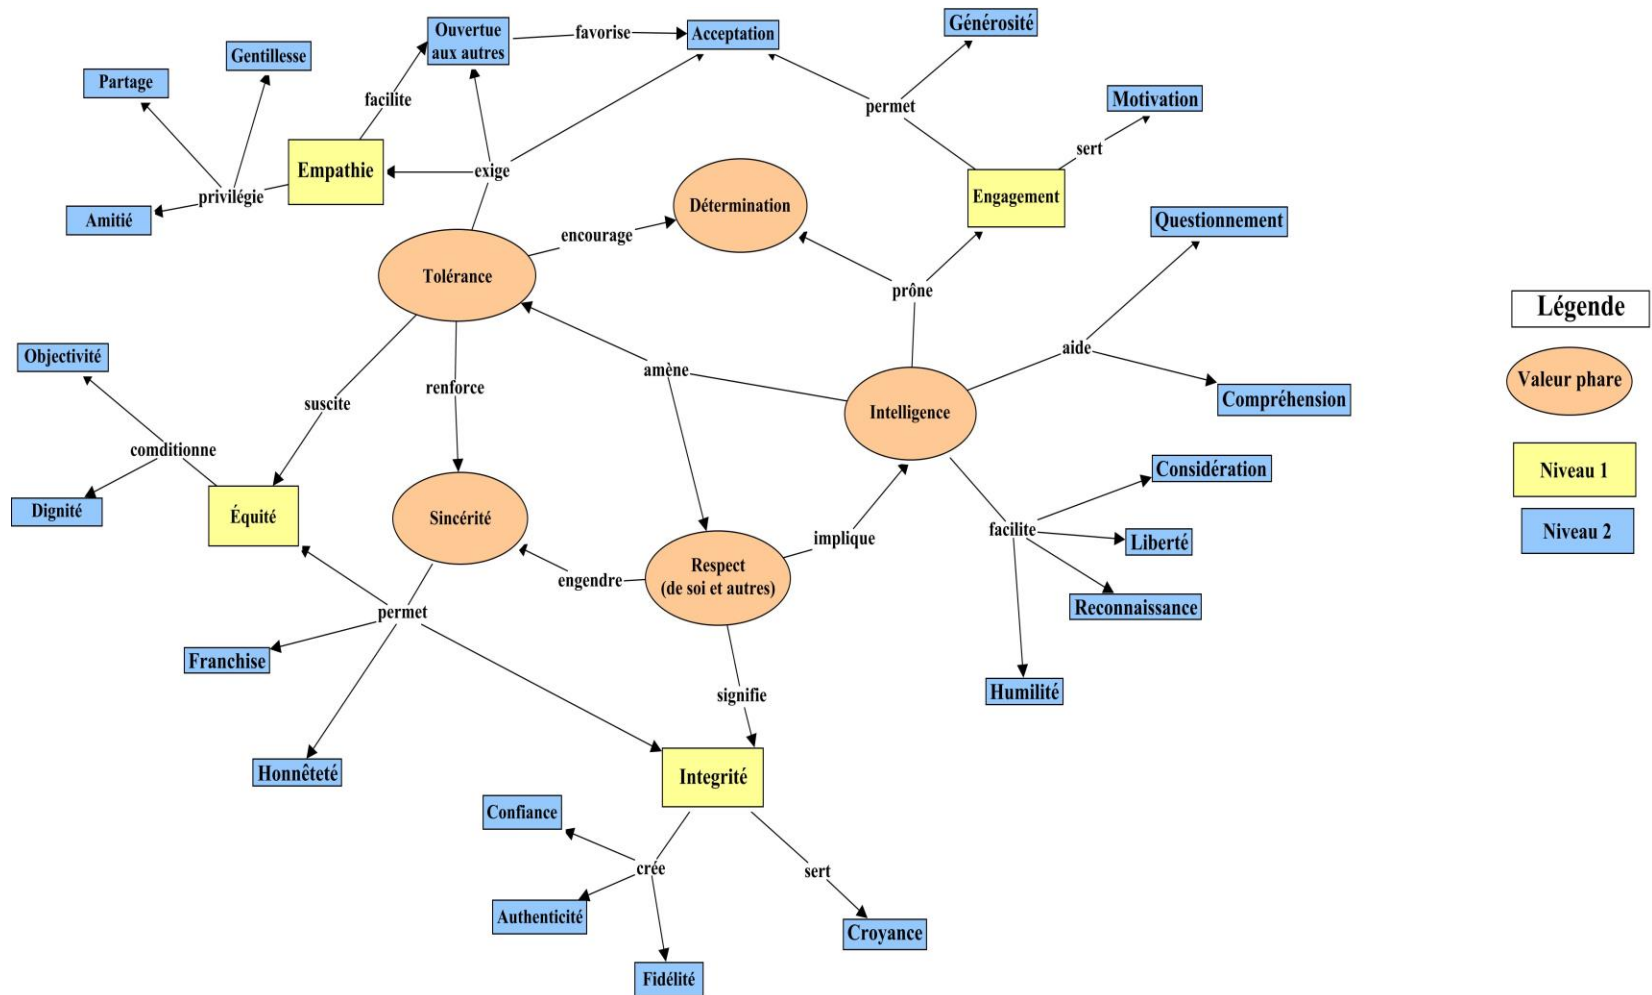 Générosité
Ouvertue
aux autres
favorise
Acceptation
Gentillesse
Partage
facilite
permet
Motivation
sert
Empathie
exige
privilégie
Amitié
Détermination
Engagement
encourage
Questionnement
Tolérance
prône
Légende
Objectivité
renforce
amène
aide
Valeur phare
suscite
Intelligence
Compréhension
comditionne
Considération
Niveau 1
Dignité
Équité
Sincérité
implique
facilite
Liberté
Niveau 2
engendre
Respect
(de soi et autres)
permet
Reconnaissance
Franchise
signifie
Humilité
Honnêteté
Integrité
Confiance
crée
sert
Authenticité
Croyance
Fidélité